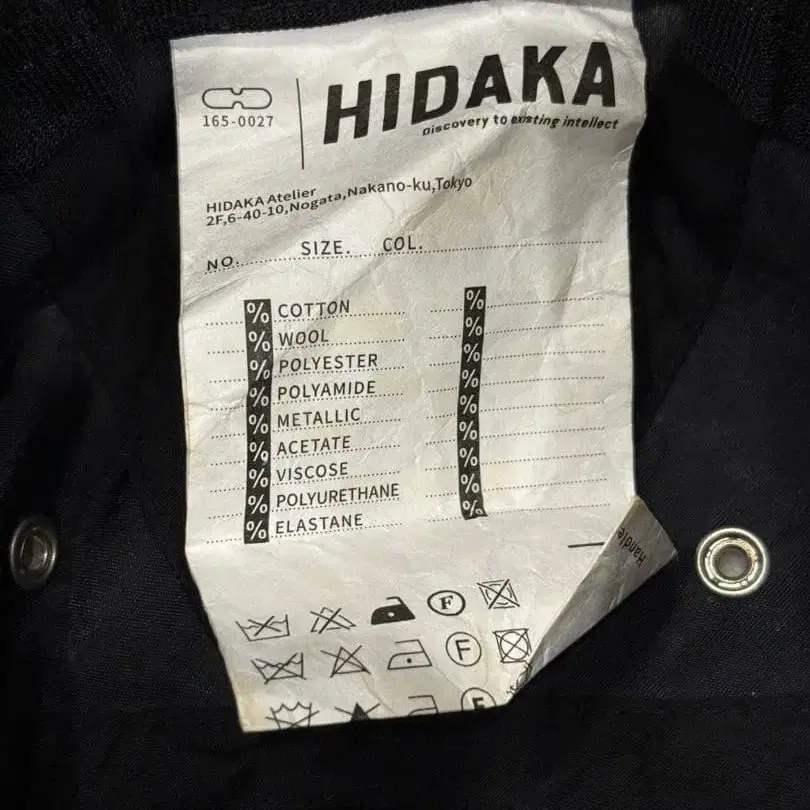 HIDAKA
165-0027
discovery to existing intellect
HIDAKA Atelier
2F,6-40-10,Nogata,Nakano-ku,Tokyo
NO. SIZE. COL.
% COTTON %
% WOOL %
% POLYESTER %
% POLYAMIDE %
% METALLIC %
% ACETATE %
% VISCOSE %
% POLYURETHANE %
% ELASTANE %
Handle
F
F
F